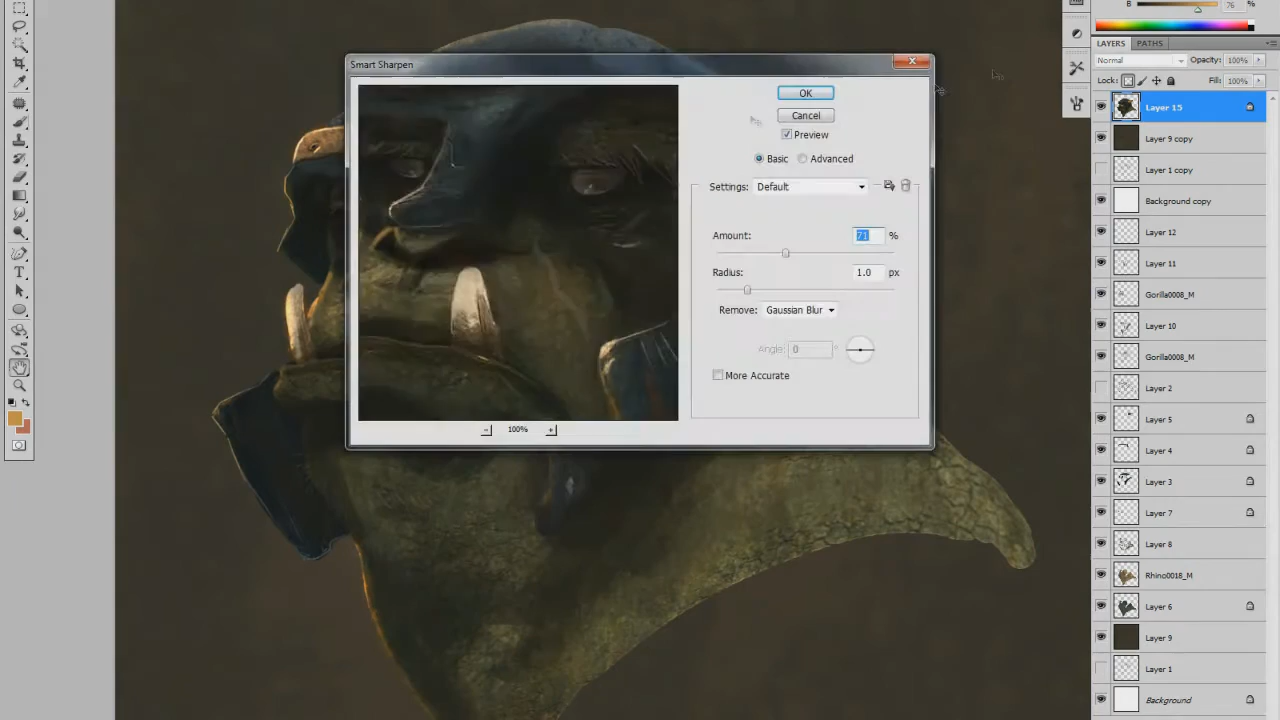 B 76 %
LAYERS PATHS
Normal Opacity: 100%
Lock: Fill: 100%
Smart Sharpen
OK
Cancel
Preview
Basic Advanced
Settings: Default
Amount: 71 %
Radius: 1.0 px
Remove: Gaussian Blur
Angle: 0 °
More Accurate
100%
T
Layer 15
Layer 9 copy
Layer 1 copy
Background copy
Layer 12
Layer 11
Gorilla0008_M
Layer 10
Gorilla0008_M
Layer 2
Layer 5
Layer 4
Layer 3
Layer 7
Layer 8
Rhino0018_M
Layer 6
Layer 9
Layer 1
Background